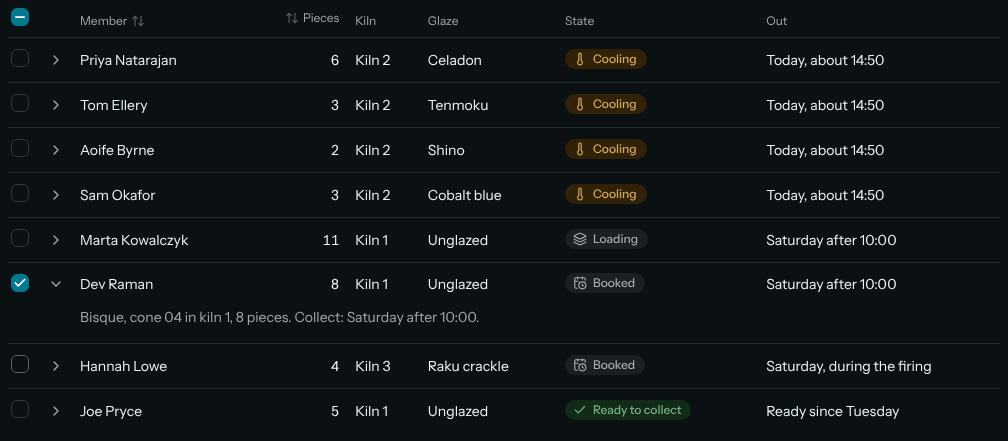 Member Pieces Kiln Glaze State Out
Priya Natarajan 6 Kiln 2 Celadon Cooling Today, about 14:50
Tom Ellery 3 Kiln 2 Tenmoku Cooling Today, about 14:50
Aoife Byrne 2 Kiln 2 Shino Cooling Today, about 14:50
Sam Okafor 3 Kiln 2 Cobalt blue Cooling Today, about 14:50
Marta Kowalczyk 11 Kiln 1 Unglazed Loading Saturday after 10:00
Dev Raman 8 Kiln 1 Unglazed Booked Saturday after 10:00
Bisque, cone 04 in kiln 1, 8 pieces. Collect: Saturday after 10:00.
Hannah Lowe 4 Kiln 3 Raku crackle Booked Saturday, during the firing
Joe Pryce 5 Kiln 1 Unglazed Ready to collect Ready since Tuesday